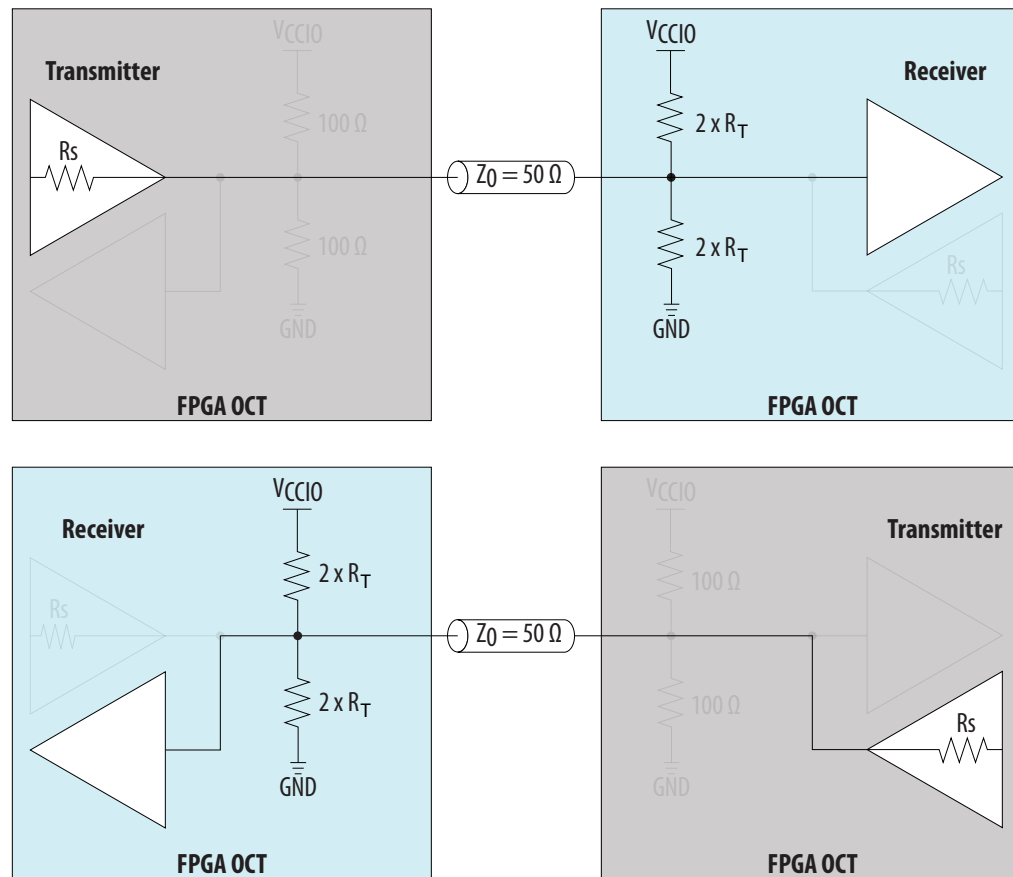 VCCIO
Transmitter
100 Ω
Rs
100 Ω
GND
FPGA OCT
Z0 = 50 Ω
VCCIO
Receiver
2 x RT
2 x RT
Rs
GND
FPGA OCT
VCCIO
Receiver
2 x RT
Rs
2 x RT
GND
FPGA OCT
Z0 = 50 Ω
VCCIO
Transmitter
100 Ω
100 Ω
Rs
GND
FPGA OCT